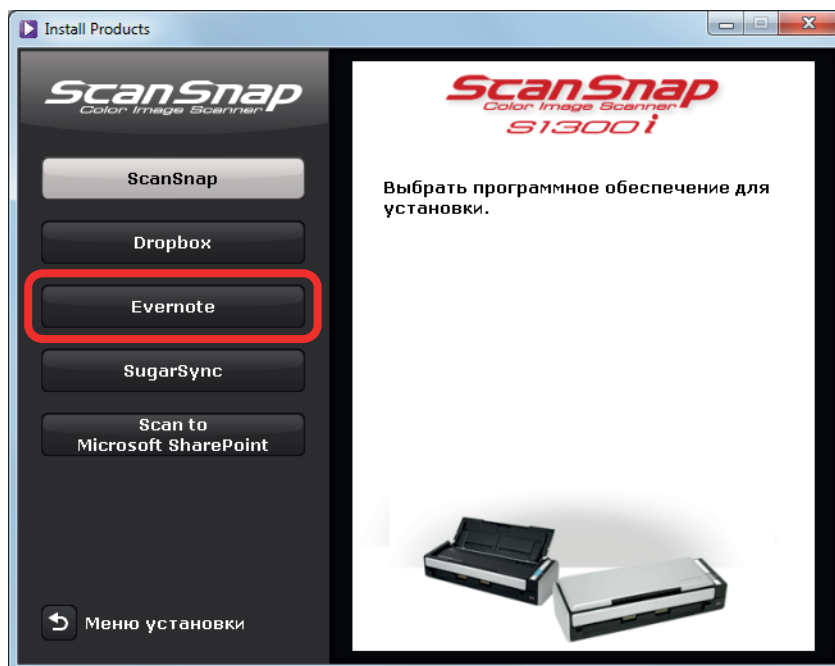 Install Products
ScanSnap
Color Image Scanner
ScanSnap
Color Image Scanner
S1300i
ScanSnap
Dropbox
Evernote
SugarSync
Scan to
Microsoft SharePoint
Меню установки
Выбрать программное обеспечение для
установки.